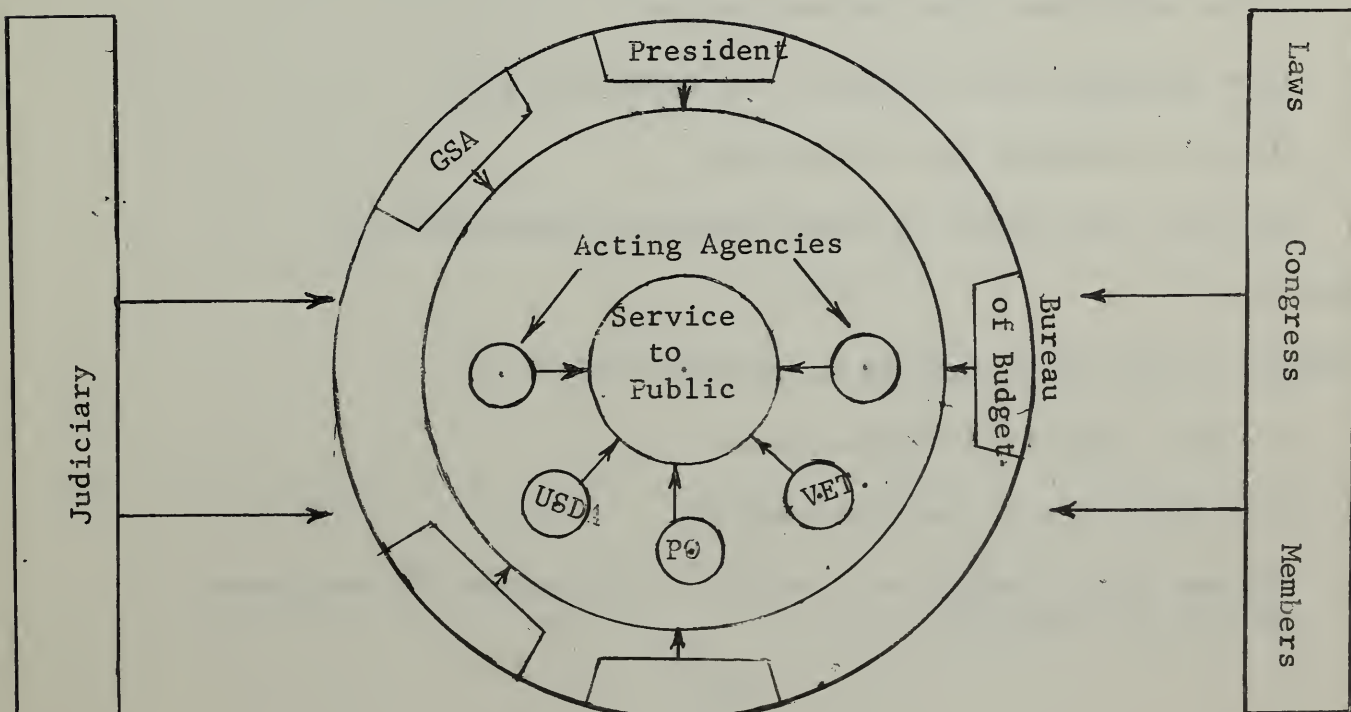 President
GSA
Acting Agencies
Service
to
Public
USDA
PO
VET
Bureau
of Budget
Judiciary
Laws
Congress
Members